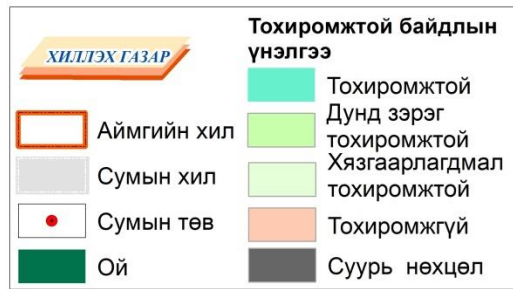 ХИЛЛЭХ ГАЗАР
Аймгийн хил
Сумын хил
Сумын төв
Ой
Тохиромжтой байдлын
үнэлгээ
Тохиромжтой
Дунд зэрэг
тохиромжтой
Хязгаарлагдмал
тохиромжтой
Тохиромжгүй
Суурь нөхцөл